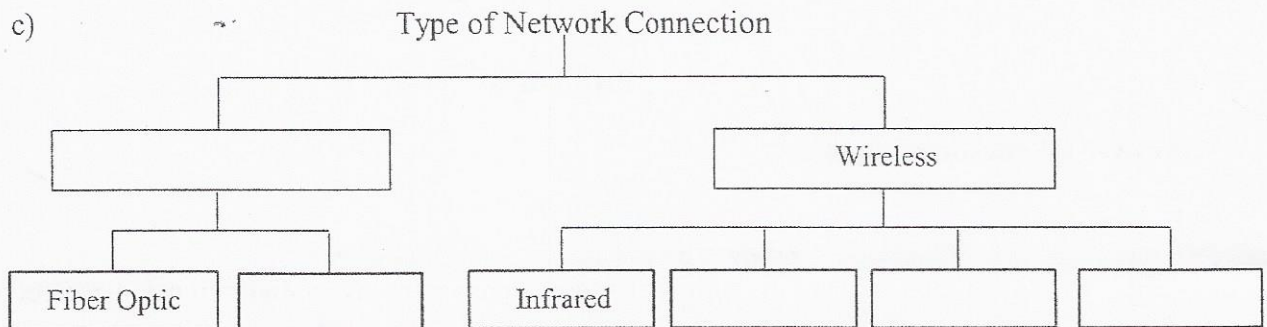 c)
Type of Network Connection
Wireless
Fiber Optic
Infrared